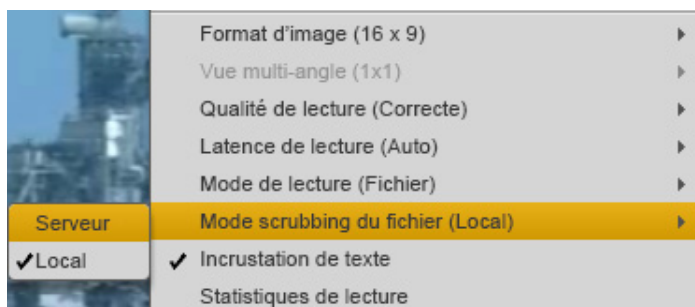 Format d'image (16 x 9)
Vue multi-angle (1x1)
Qualité de lecture (Correcte)
Latence de lecture (Auto)
Mode de lecture (Fichier)
Serveur
Mode scrubbing du fichier (Local)
Local
Incrustation de texte
Statistiques de lecture